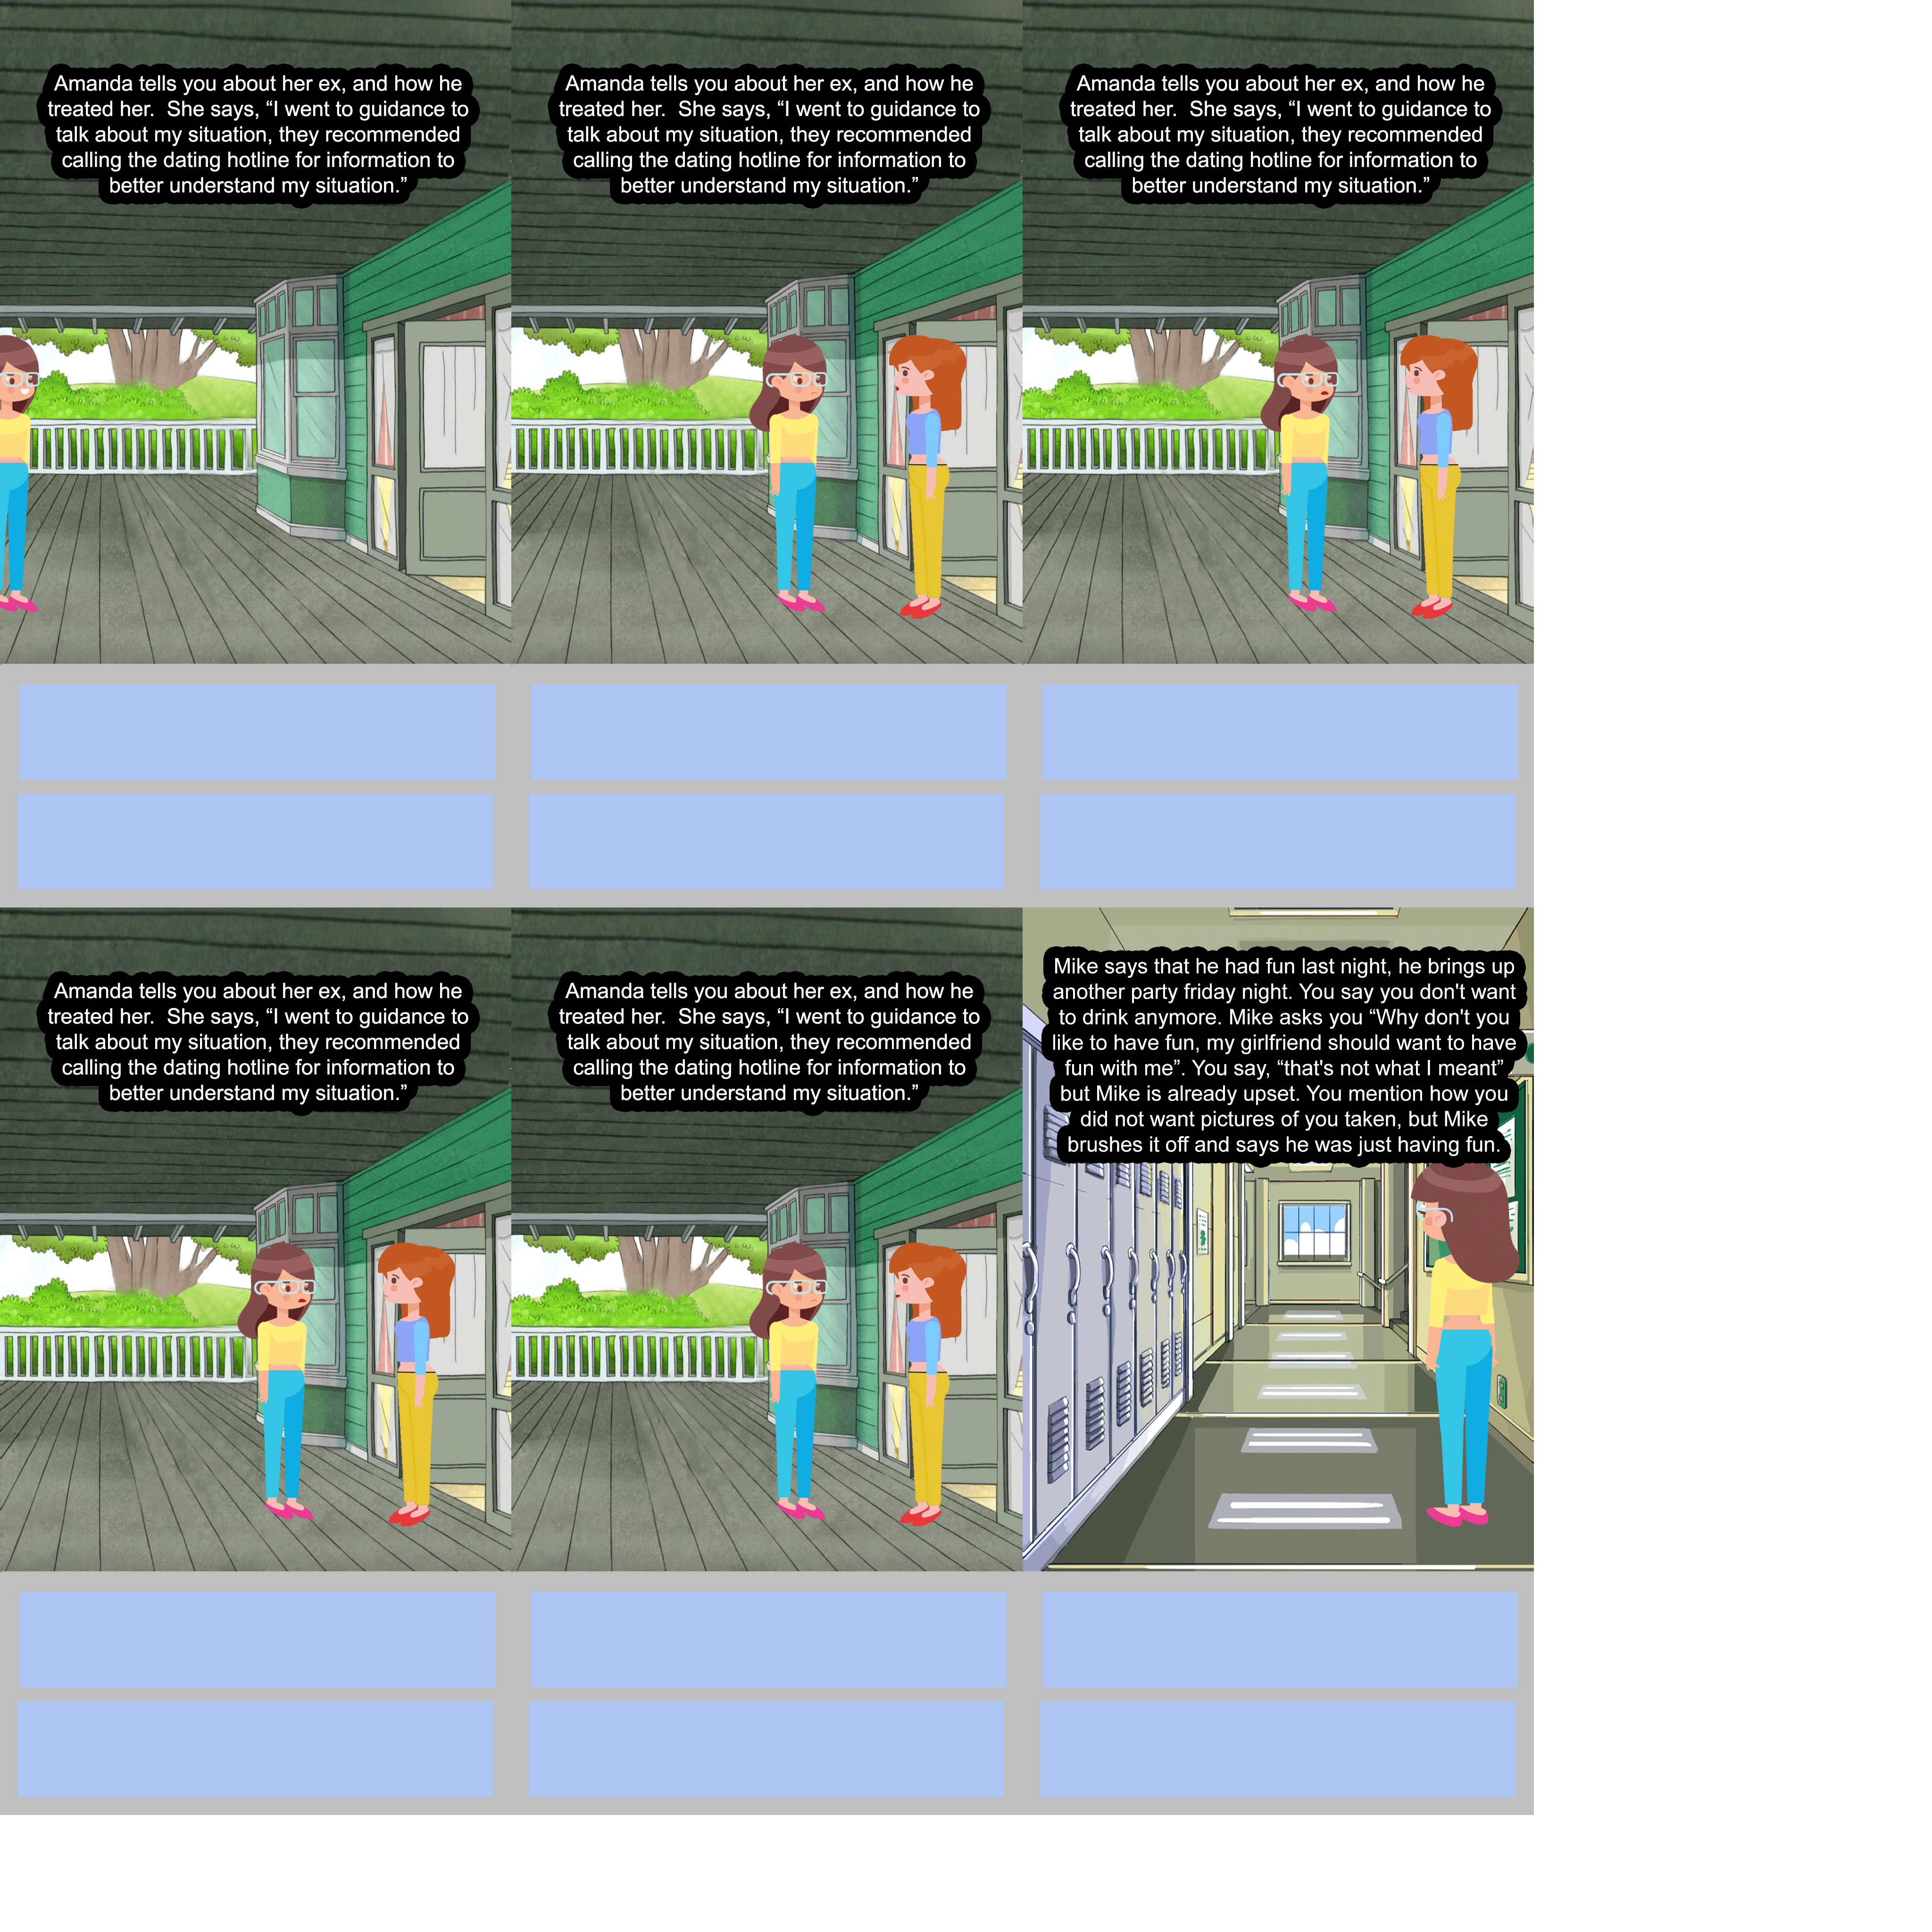 Amanda tells you about her ex, and how he
treated her.  She says, “I went to guidance to
talk about my situation, they recommended
calling the dating hotline for information to
better understand my situation.”
Amanda tells you about her ex, and how he
treated her.  She says, “I went to guidance to
talk about my situation, they recommended
calling the dating hotline for information to
better understand my situation.”
Amanda tells you about her ex, and how he
treated her.  She says, “I went to guidance to
talk about my situation, they recommended
calling the dating hotline for information to
better understand my situation.”
Amanda tells you about her ex, and how he
treated her.  She says, “I went to guidance to
talk about my situation, they recommended
calling the dating hotline for information to
better understand my situation.”
Amanda tells you about her ex, and how he
treated her.  She says, “I went to guidance to
talk about my situation, they recommended
calling the dating hotline for information to
better understand my situation.”
Mike says that he had fun last night, he brings up
another party friday night. You say you don't want
to drink anymore. Mike asks you “Why don't you
like to have fun, my girlfriend should want to have
fun with me”. You say, “that's not what I meant”
but Mike is already upset. You mention how you
did not want pictures of you taken, but Mike
brushes it off and says he was just having fun.